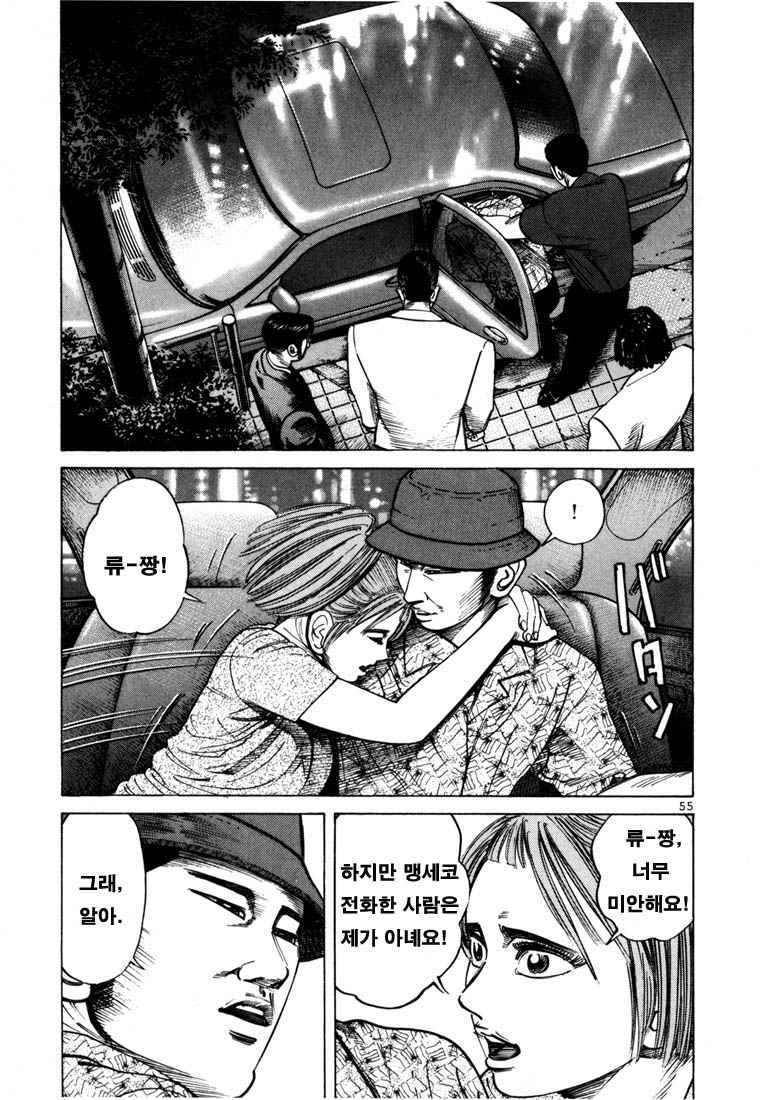 !
류-짱!
バタン
55
류-짱,
너무
미안해요!
하지만 맹세코
전화한 사람은
제가 아녜요!
그래,
알아.